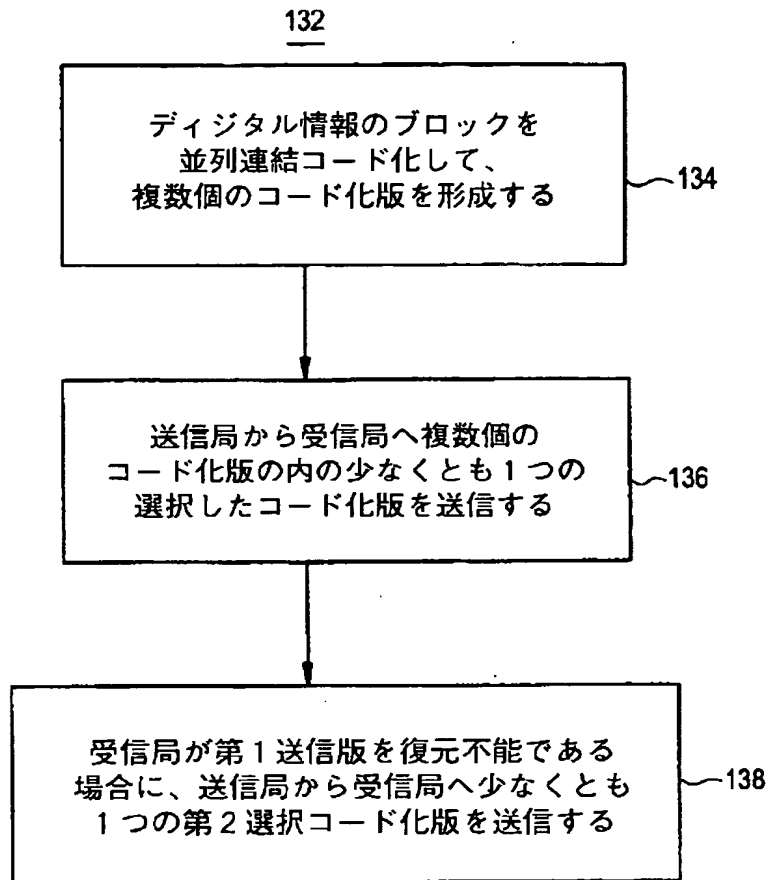 132
ディジタル情報のブロックを
並列連結コード化して、
複数個のコード化版を形成する
134
送信局から受信局へ複数個の
コード化版の内の少なくとも1つの
選択したコード化版を送信する
136
受信局が第1送信版を復元不能である
場合に、送信局から受信局へ少なくとも
1つの第2選択コード化版を送信する
138